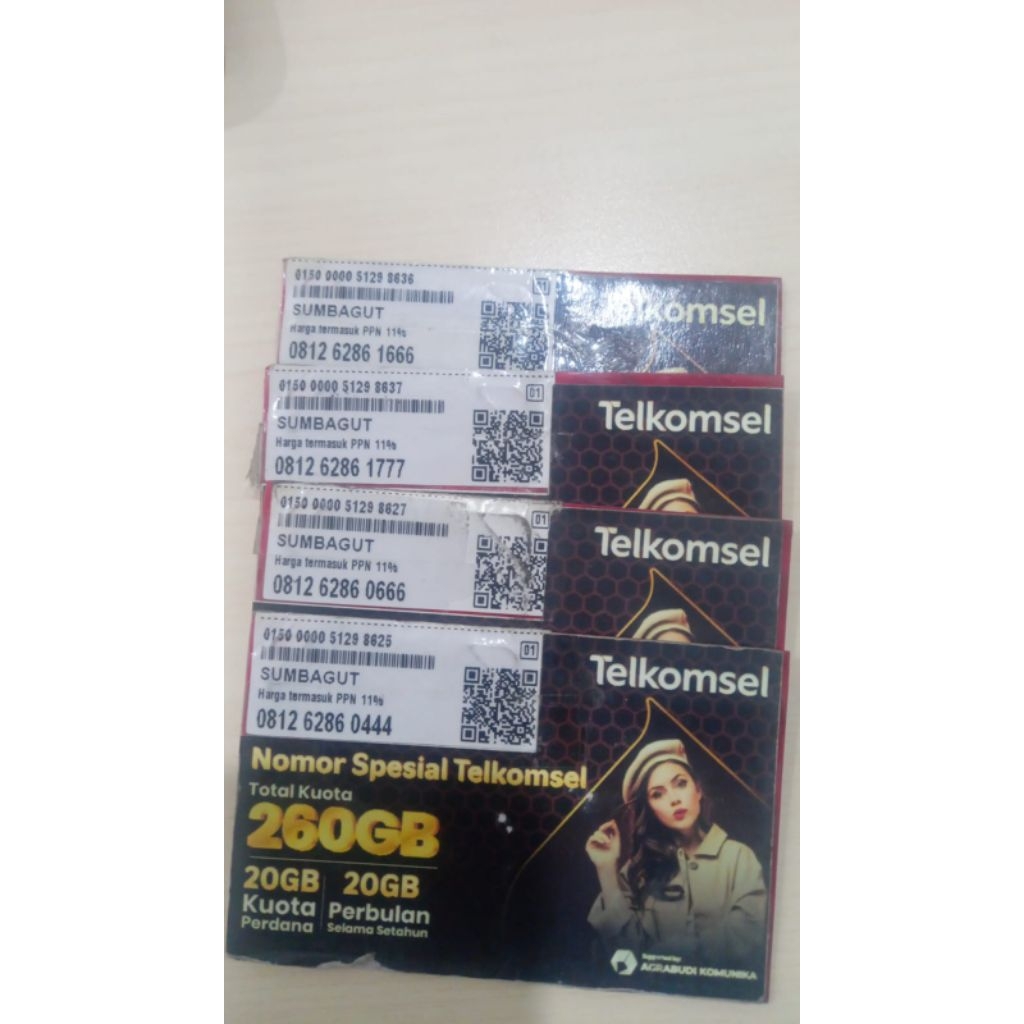 0150 0000 5129 8636
SUMBAGUT
Harga termasuk PPN 11%
0812 6286 1666
01
Telkomsel
0150 0000 5129 8637
SUMBAGUT
Harga termasuk PPN 11%
0812 6286 1777
01
Telkomsel
0150 0000 5129 8627
SUMBAGUT
Harga termasuk PPN 11%
0812 6286 0666
01
Telkomsel
0150 0000 5129 8625
SUMBAGUT
Harga termasuk PPN 11%
0812 6286 0444
01
Telkomsel
Nomor Spesial Telkomsel
Total Kuota
260GB
20GB
Kuota
Perdana
20GB
Perbulan
Selama Setahun
Supported by:
AGRABUDI KOMUNIKA